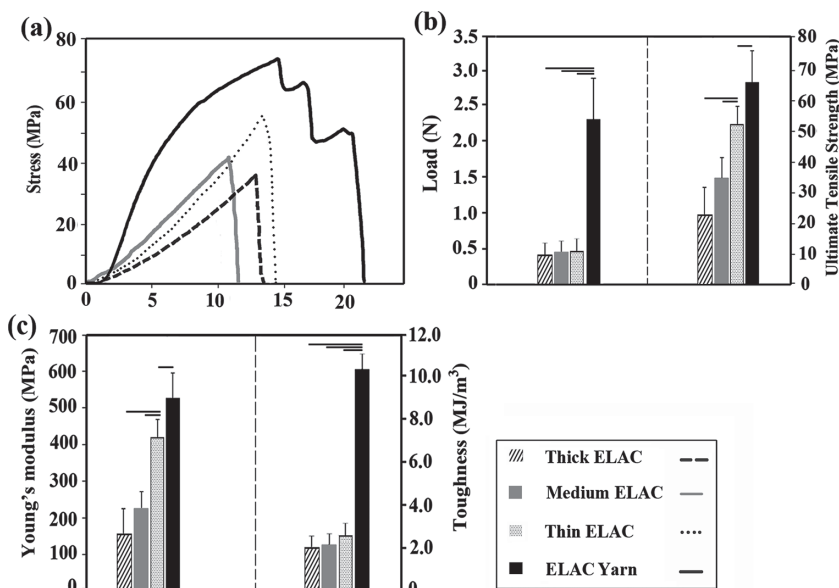 (a)
80
60
40
20
0
Stress (MPa)
0 5 10 15 20
(b)
3.5
3.0
2.5
2.0
1.5
1.0
0.5
0
Load (N)
80
70
60
50
40
30
20
10
0
Ultimate Tensile Strength (MPa)
(c)
700
600
500
400
300
200
100
0
Young's modulus (MPa)
12.0
10.0
8.0
6.0
4.0
2.0
0
Toughness (MJ/m³)
Thick ELAC
Medium ELAC
Thin ELAC
ELAC Yarn